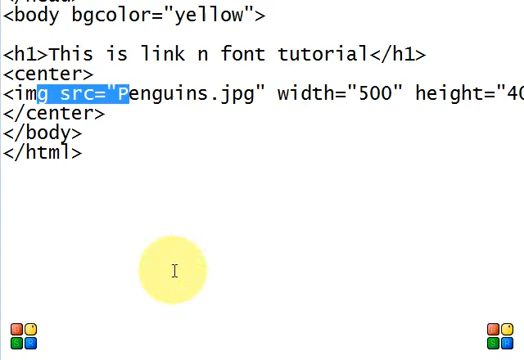 <body bgcolor="yellow">
<h1>This is link n font tutorial</h1>
<center>
<img src="Penguins.jpg" width="500" height="40
</center>
</body>
</html>